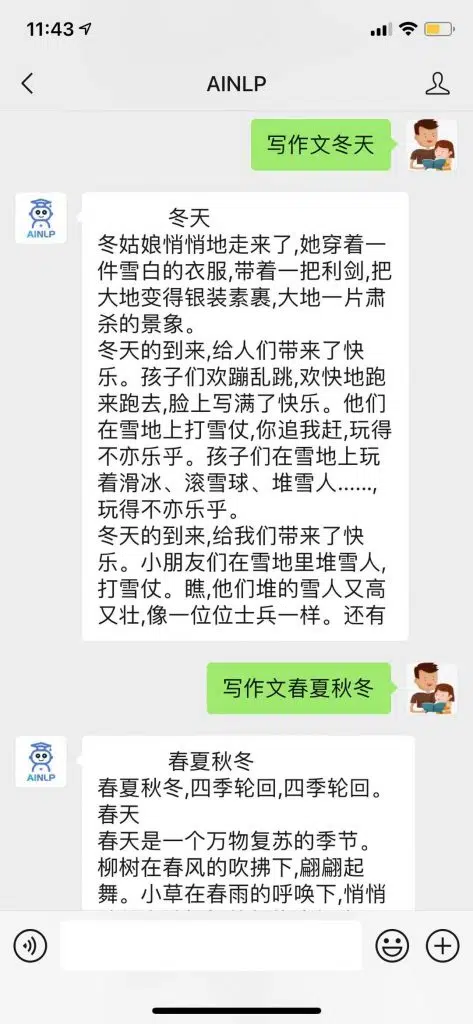 11:43
AINLP
写作文冬天
AINLP
冬天
冬姑娘悄悄地走来了,她穿着一
件雪白的衣服,带着一把利剑,把
大地变得银装素裹,大地一片肃
杀的景象。
冬天的到来,给人们带来了快
乐。孩子们欢蹦乱跳,欢快地跑
来跑去,脸上写满了快乐。他们
在雪地上打雪仗,你追我赶,玩得
不亦乐乎。孩子们在雪地上玩
着滑冰、滚雪球、堆雪人......,
玩得不亦乐乎。
冬天的到来,给我们带来了快
乐。小朋友们在雪地里堆雪人,
打雪仗。瞧,他们堆的雪人又高
又壮,像一位位士兵一样。还有
写作文春夏秋冬
AINLP
春夏秋冬
春夏秋冬,四季轮回,四季轮回。
春天
春天是一个万物复苏的季节。
柳树在春风的吹拂下,翩翩起
舞。小草在春雨的呼唤下,悄悄